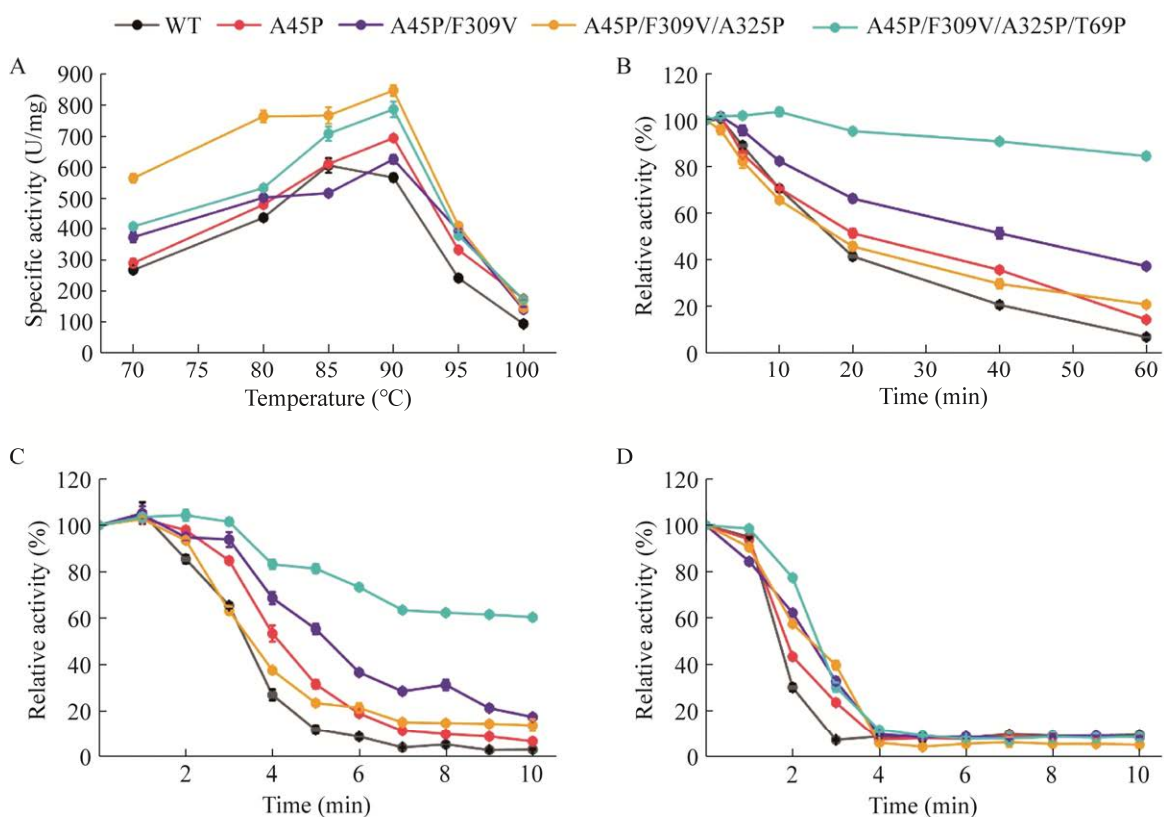 WT A45P A45P/F309V A45P/F309V/A325P A45P/F309V/A325P/T69P
A
900
800
700
600
500
400
300
200
100
0
Specific activity (U/mg)
70 75 80 85 90 95 100
Temperature (°C)
B
120
100
80
60
40
20
0
Relative activity (%)
10 20 30 40 50 60
Time (min)
C
120
100
80
60
40
20
0
Relative activity (%)
2 4 6 8 10
Time (min)
D
120
100
80
60
40
20
0
Relative activity (%)
2 4 6 8 10
Time (min)